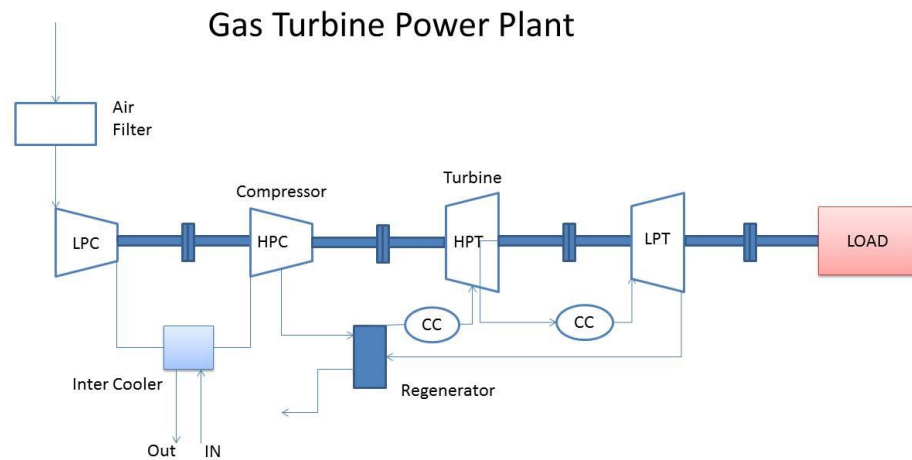 Gas Turbine Power Plant
Air
Filter
Compressor
Turbine
LPC
HPC
HPT
LPT
LOAD
CC
CC
Inter Cooler
Regenerator
Out
IN